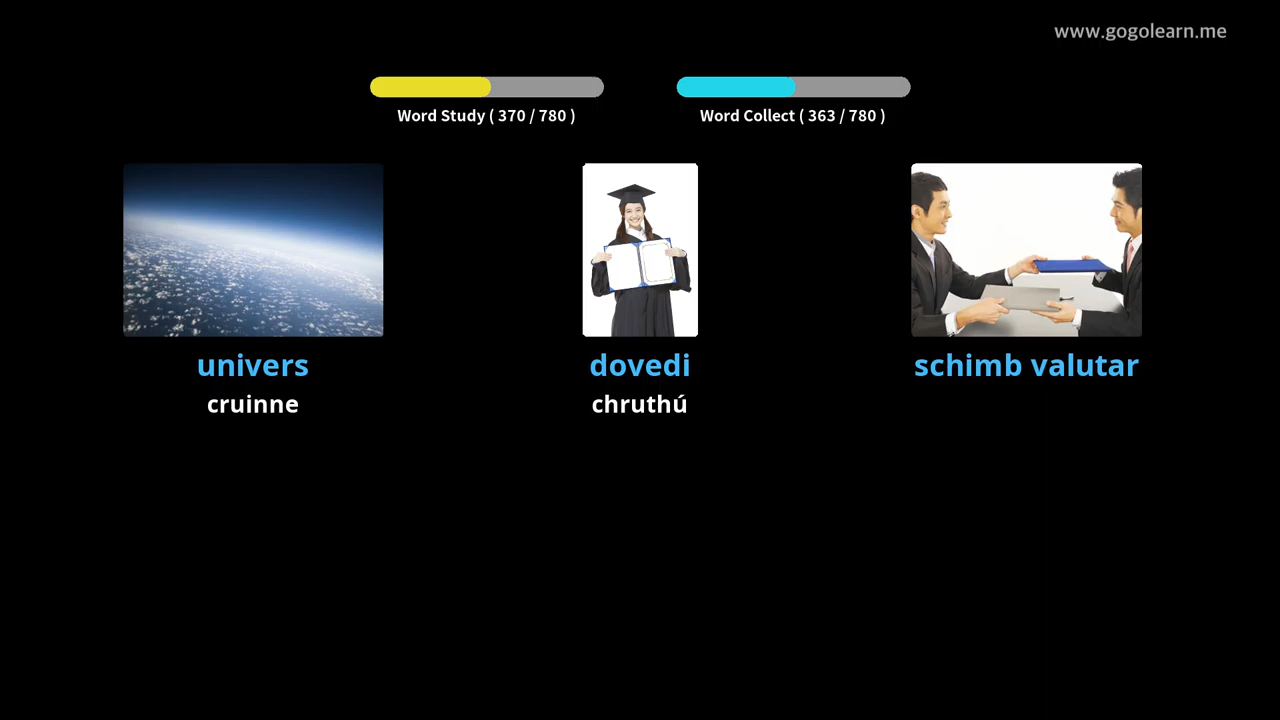 www.gogolearn.me
Word Study ( 370 / 780 )
Word Collect ( 363 / 780 )
univers
dovedi
schimb valutar
cruinne
chruthú